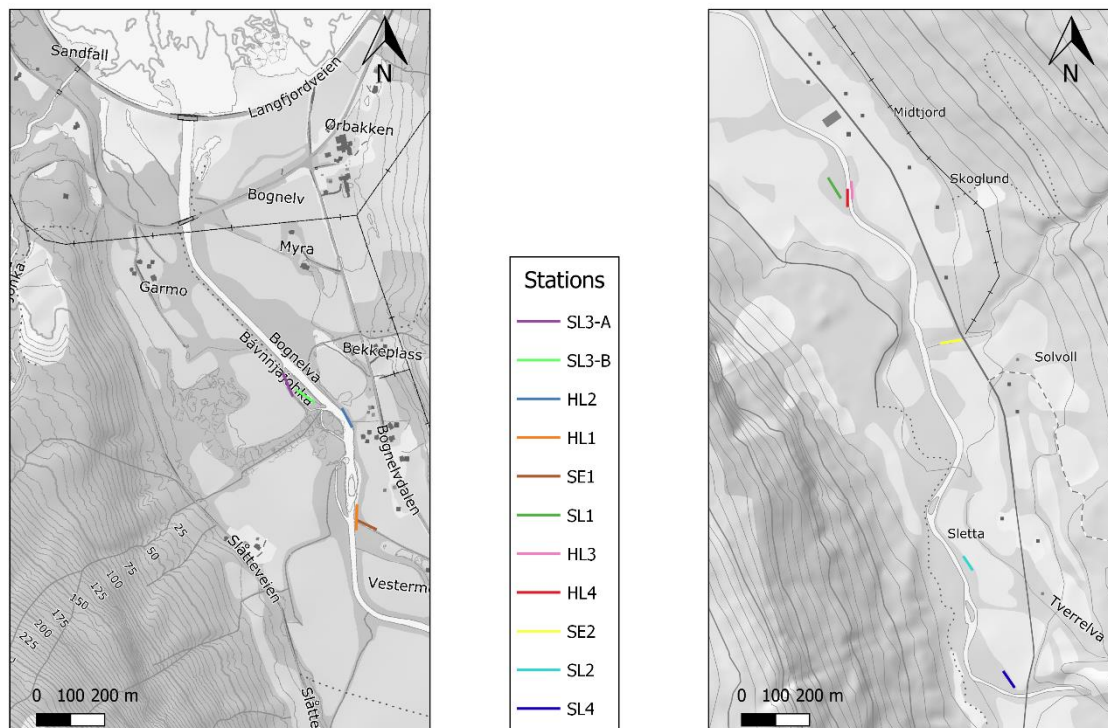 Sandfall
Langfjordveien
N
Ørbakken
Bognelv
Myra
Garmo
Bognelva
Bávnnjajohka
Bekkeplass
Bognelvdalen
25
50
75
100
125
150
175
200
225
Slåtteveien
Vesterm
Slåtte
0 100 200 m
Stations
SL3-A
SL3-B
HL2
HL1
SE1
SL1
HL3
HL4
SE2
SL2
SL4
N
Midtjord
Skoglund
Solvoll
Sletta
Tverrelva
0 100 200 m